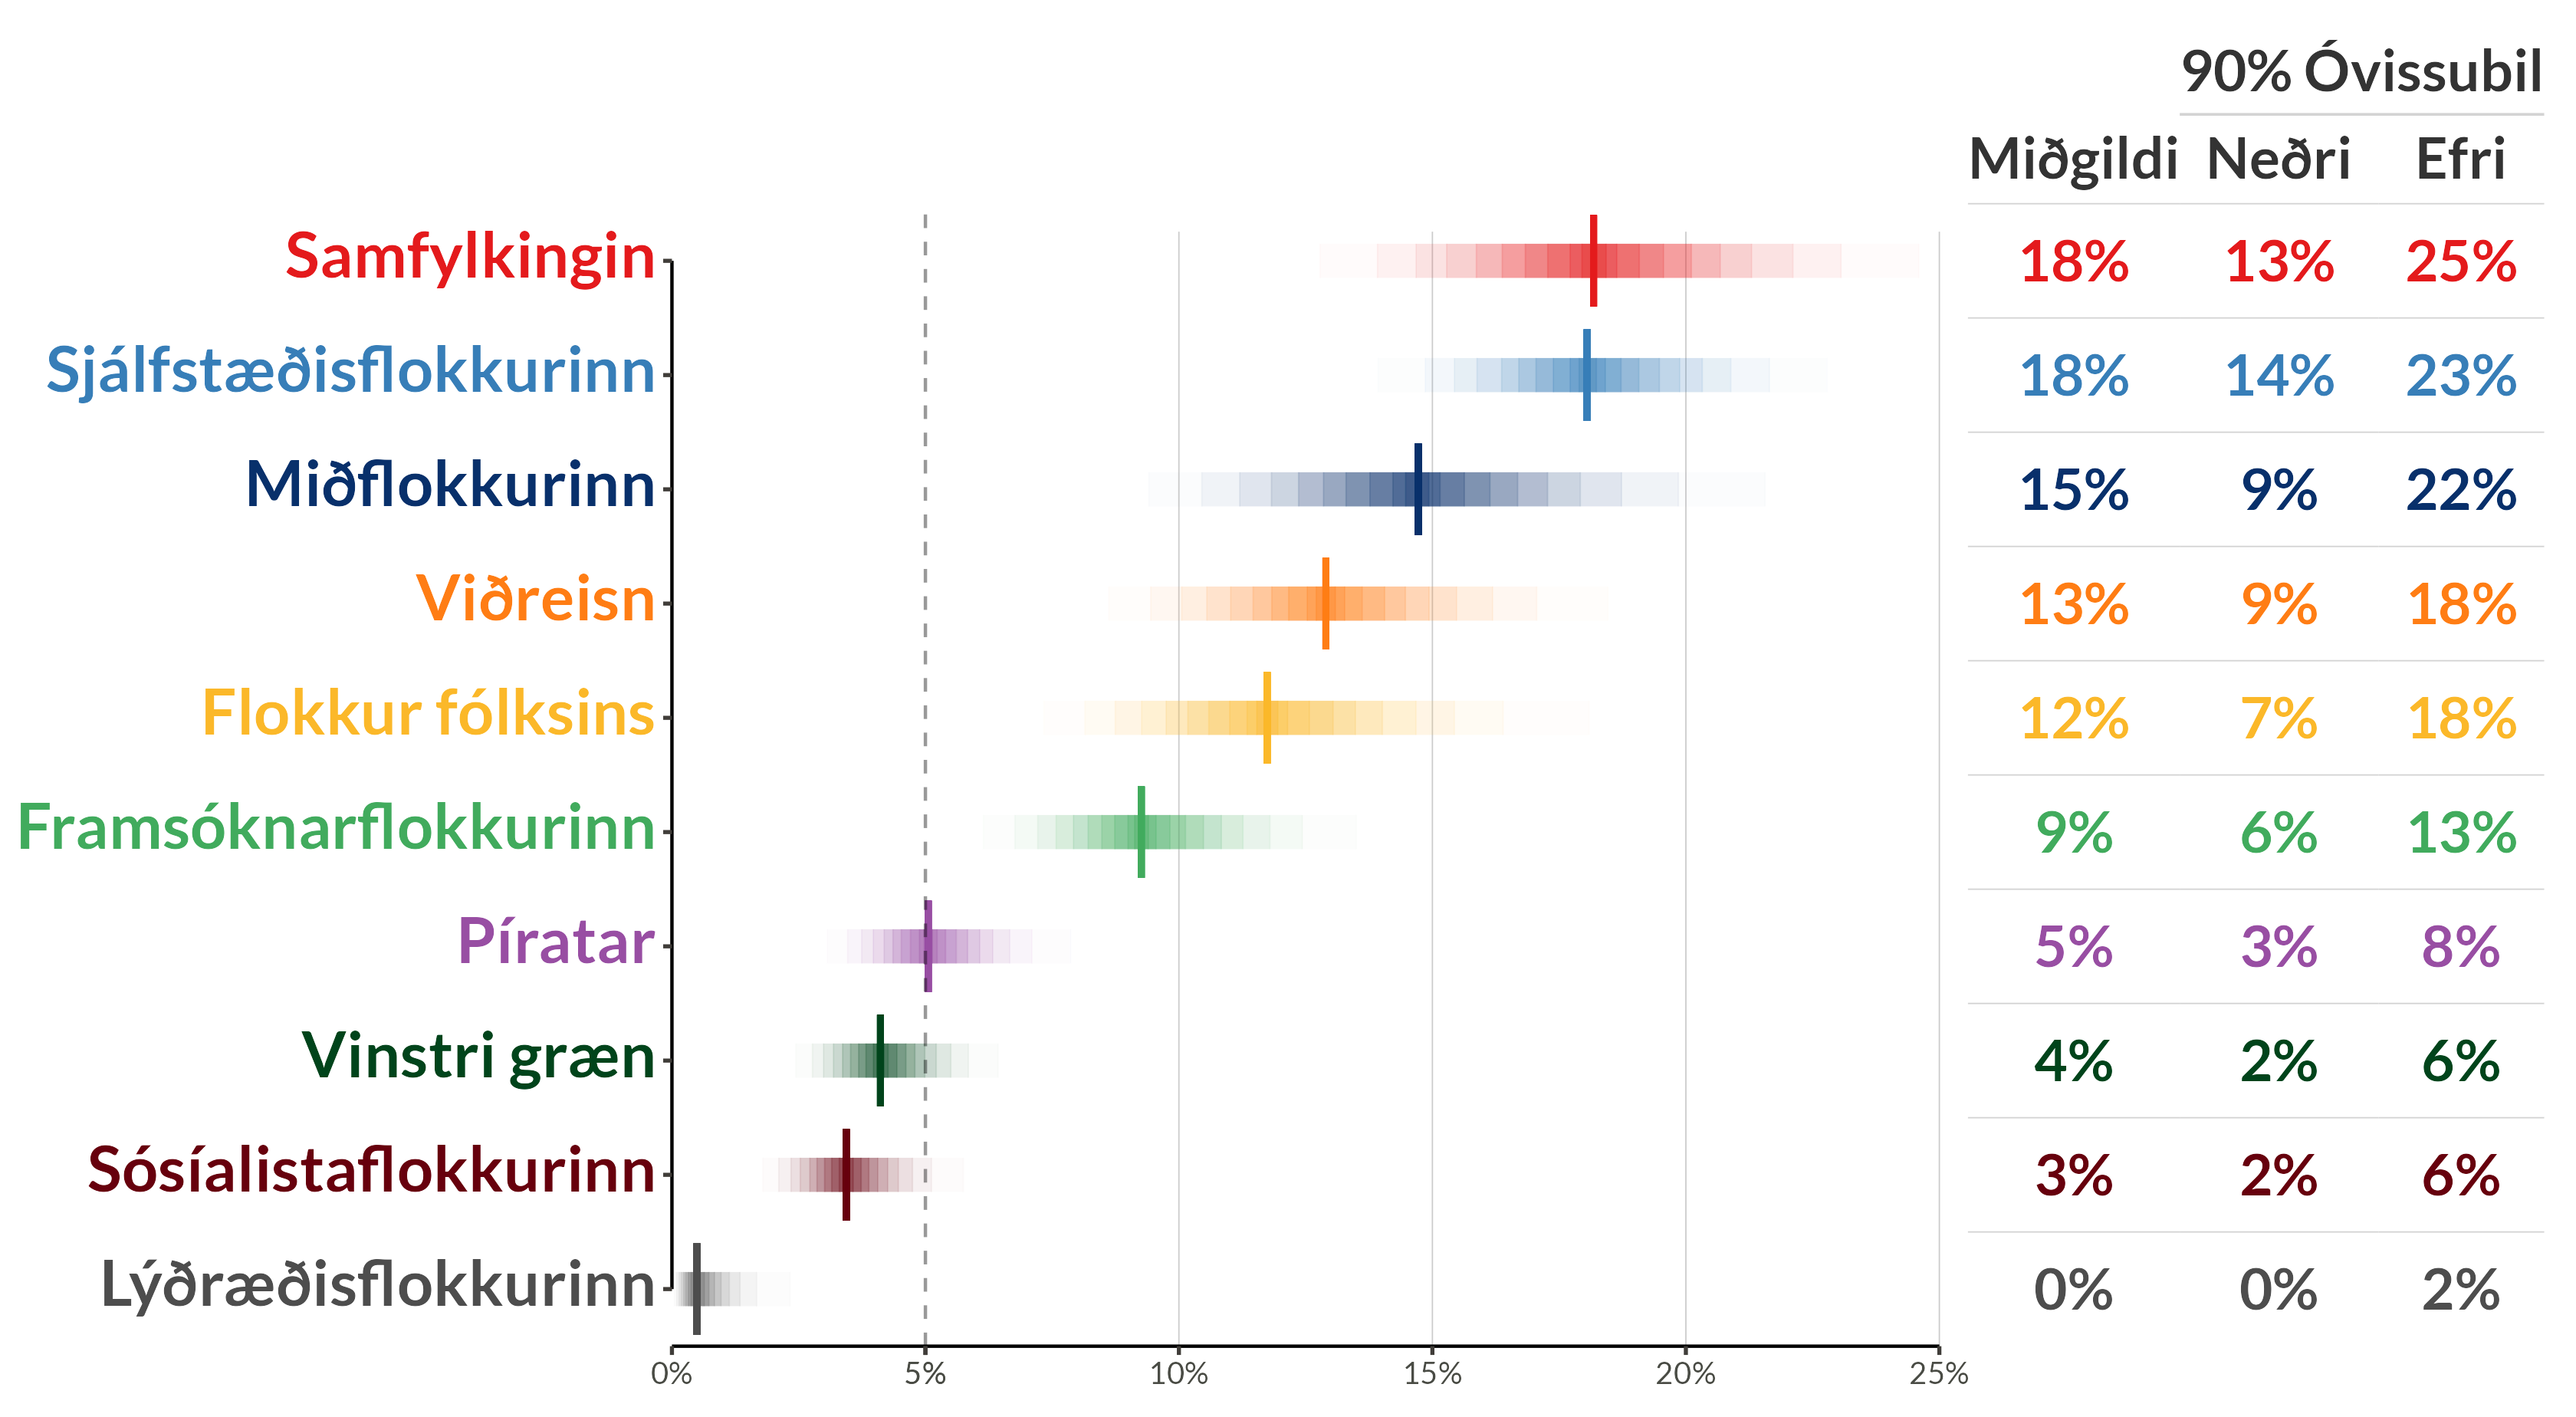 90% Óvissubil
Miðgildi Neðri Efri
Samfylkingin 18% 13% 25%
Sjálfstæðisflokkurinn 18% 14% 23%
Miðflokkurinn 15% 9% 22%
Viðreisn 13% 9% 18%
Flokkur fólksins 12% 7% 18%
Framsóknarflokkurinn 9% 6% 13%
Píratar 5% 3% 8%
Vinstri græn 4% 2% 6%
Sósíalistaflokkurinn 3% 2% 6%
Lýðræðisflokkurinn 0% 0% 2%
0% 5% 10% 15% 20% 25%